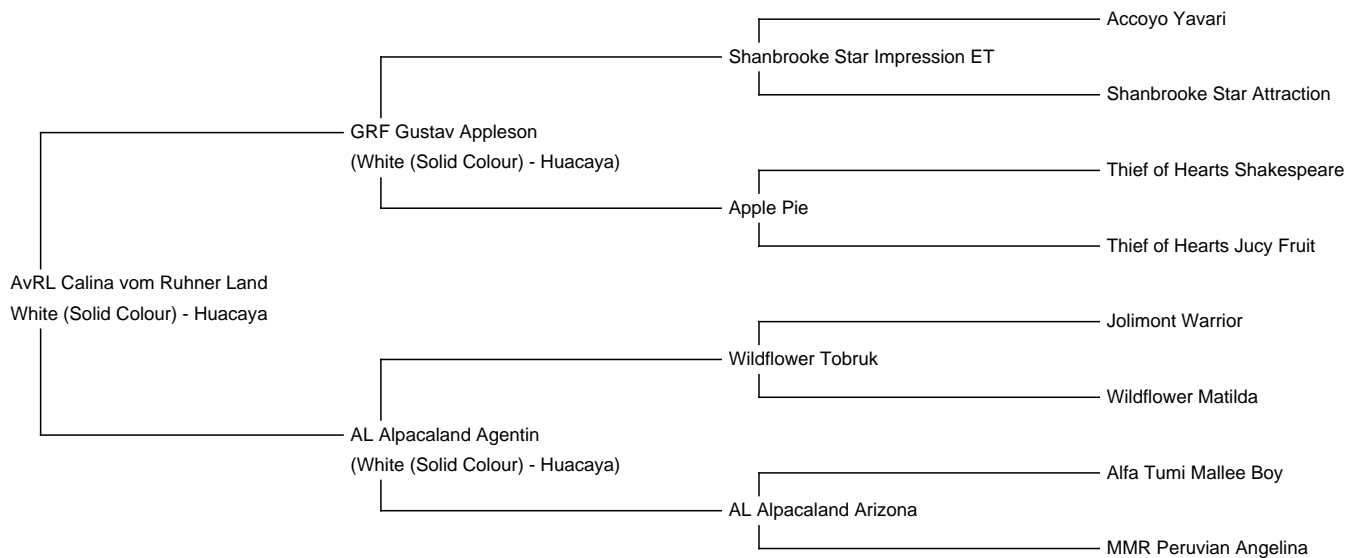 Accoyo Yavari
Shanbrooke Star Impression ET
Shanbrooke Star Attraction
GRF Gustav Appleson
(White (Solid Colour) - Huacaya)
Thief of Hearts Shakespeare
Apple Pie
Thief of Hearts Jucy Fruit
AvRL Calina vom Ruhner Land
White (Solid Colour) - Huacaya
Jolimont Warrior
Wildflower Tobruk
Wildflower Matilda
AL Alpacaland Agentin
(White (Solid Colour) - Huacaya)
Alfa Tumi Mallee Boy
AL Alpacaland Arizona
MMR Peruvian Angelina